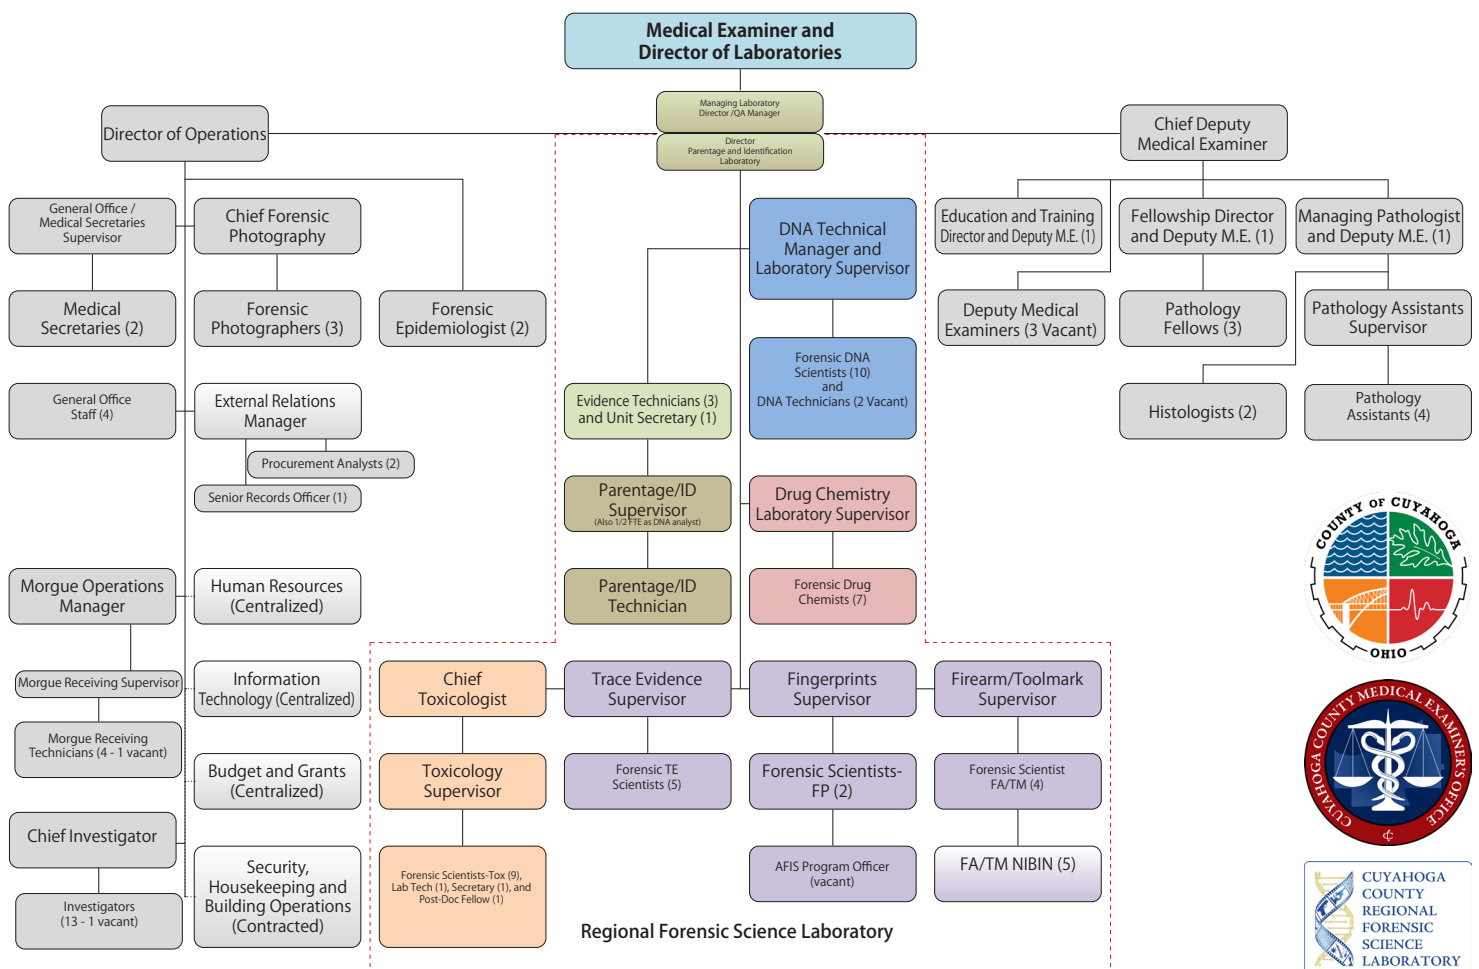 Medical Examiner and
Director of Laboratories
Managing Laboratory
Director /QA Manager
Director
Parentage and Identification
Laboratory
Director of Operations
Chief Deputy
Medical Examiner
General Office /
Medical Secretaries
Supervisor
Chief Forensic
Photography
DNA Technical
Manager and
Laboratory Supervisor
Education and Training
Director and Deputy M.E. (1)
Fellowship Director
and Deputy M.E. (1)
Managing Pathologist
and Deputy M.E. (1)
Medical
Secretaries (2)
Forensic
Photographers (3)
Forensic
Epidemiologist (2)
Deputy Medical
Examiners (3 Vacant)
Pathology
Fellows (3)
Pathology Assistants
Supervisor
Forensic DNA
Scientists (10)
and
DNA Technicians (2 Vacant)
General Office
Staff (4)
External Relations
Manager
Evidence Technicians (3)
and Unit Secretary (1)
Histologists (2)
Pathology
Assistants (4)
Procurement Analysts (2)
Senior Records Officer (1)
Parentage/ID
Supervisor
(Also 1/2 FTE as DNA analyst)
Drug Chemistry
Laboratory Supervisor
Morgue Operations
Manager
Human Resources
(Centralized)
Parentage/ID
Technician
Forensic Drug
Chemists (7)
Morgue Receiving Supervisor
Information
Technology (Centralized)
Chief
Toxicologist
Trace Evidence
Supervisor
Fingerprints
Supervisor
Firearm/Toolmark
Supervisor
Morgue Receiving
Technicians (4 - 1 vacant)
Budget and Grants
(Centralized)
Toxicology
Supervisor
Forensic TE
Scientists (5)
Forensic Scientists-
FP (2)
Forensic Scientist
FA/TM (4)
Chief Investigator
Security,
Housekeeping and
Building Operations
(Contracted)
Forensic Scientists-Tox (9),
Lab Tech (1), Secretary (1), and
Post-Doc Fellow (1)
AFIS Program Officer
(vacant)
FA/TM NIBIN (5)
Investigators
(13 - 1 vacant)
Regional Forensic Science Laboratory
COUNTY OF CUYAHOGA
OHIO
CUYAHOGA COUNTY MEDICAL EXAMINER'S OFFICE
CUYAHOGA
COUNTY
REGIONAL
FORENSIC
SCIENCE
LABORATORY